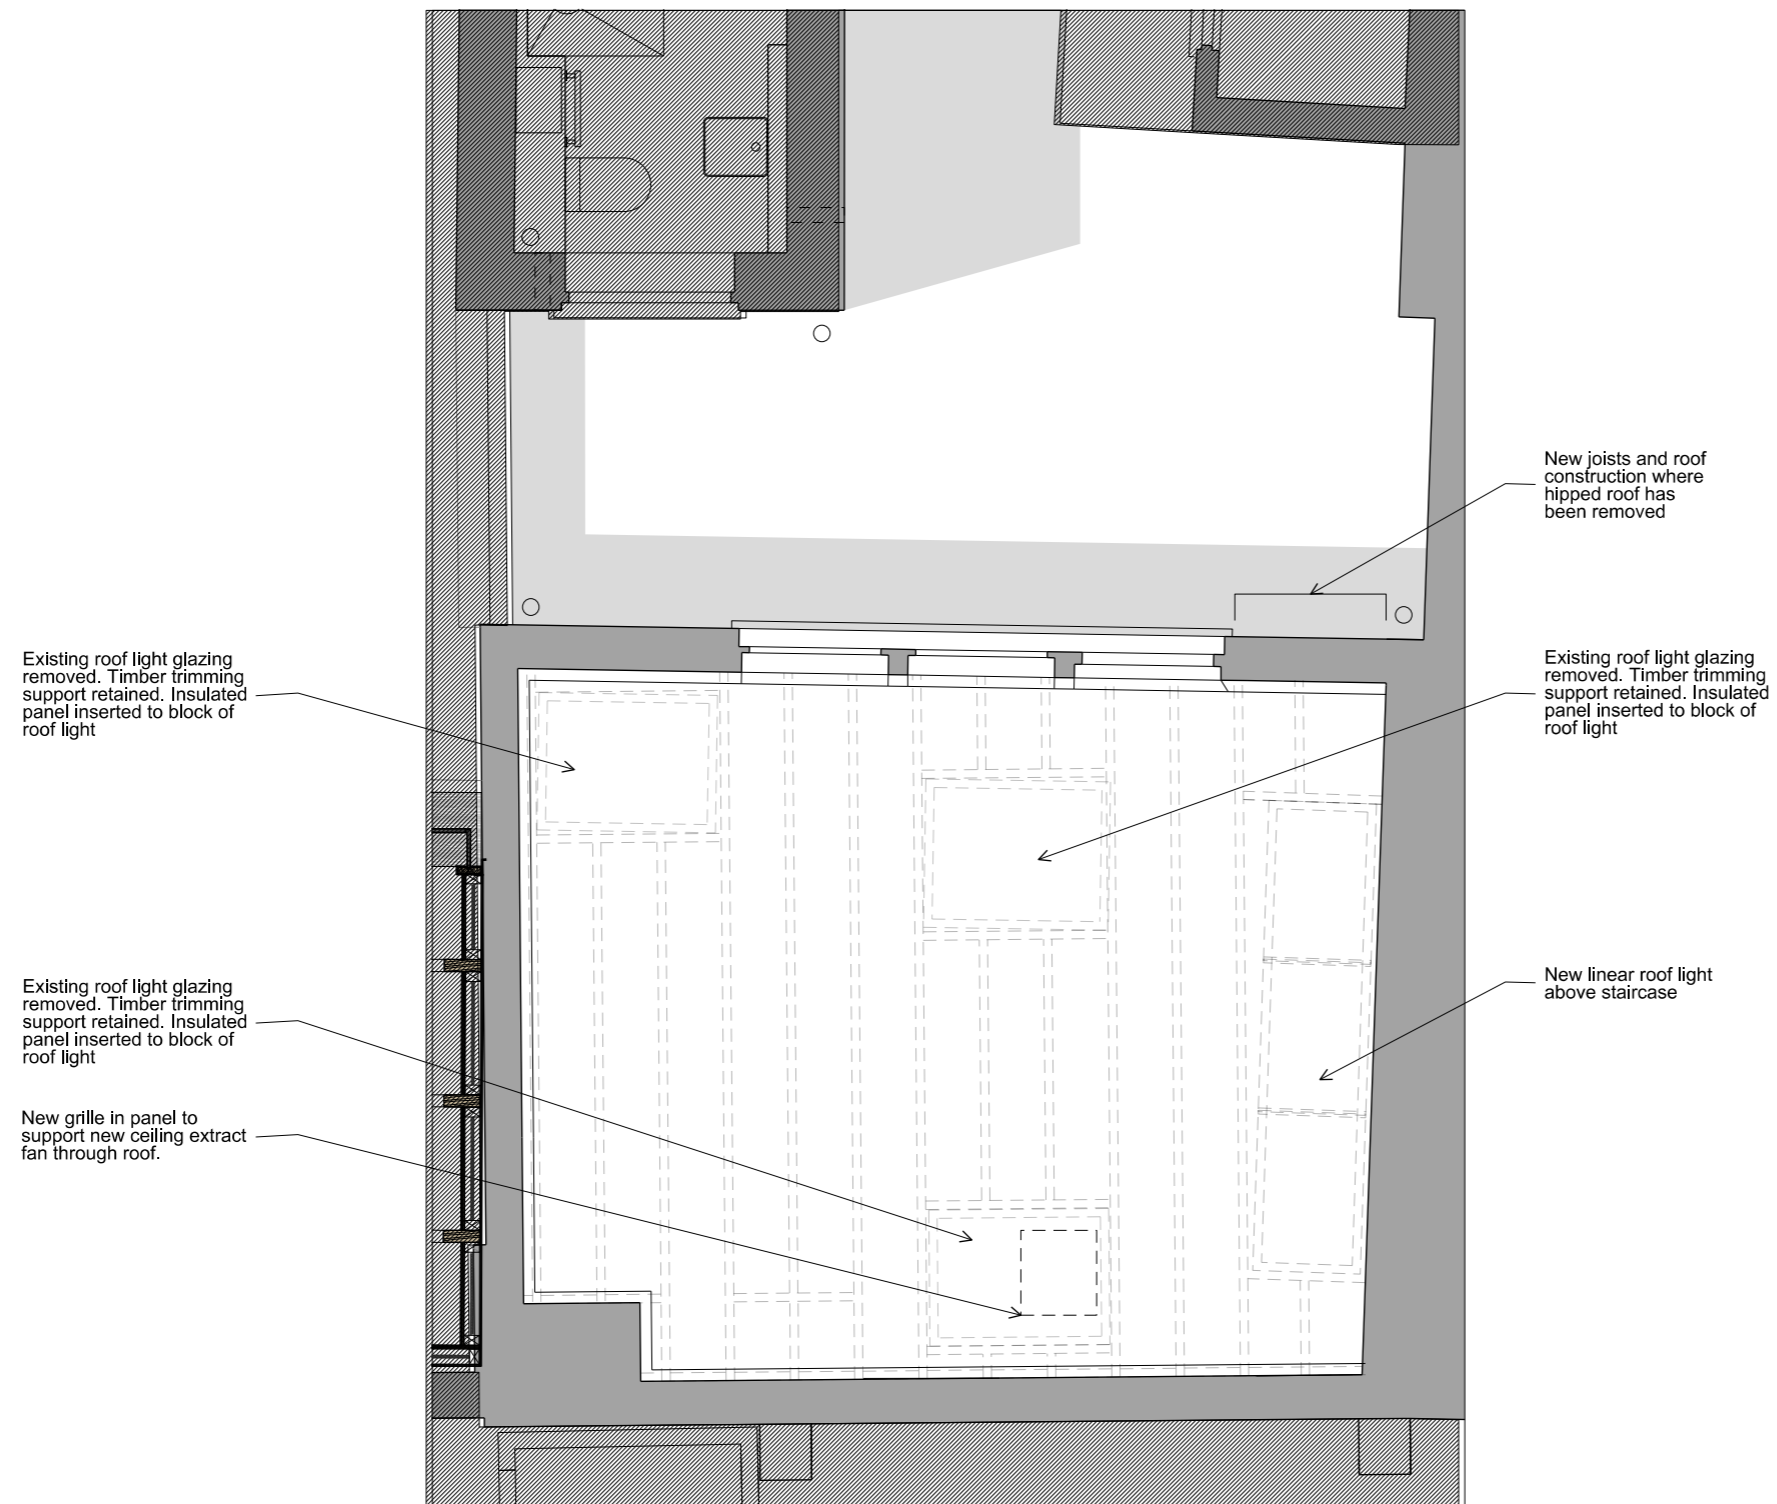 New joists and roof
construction where
hipped roof has
been removed
Existing roof light glazing
removed. Timber trimming
support retained. Insulated
panel inserted to block of
roof light
Existing roof light glazing
removed. Timber trimming
support retained. Insulated
panel inserted to block of
roof light
Existing roof light glazing
removed. Timber trimming
support retained. Insulated
panel inserted to block of
roof light
New linear roof light
above staircase
New grille in panel to
support new ceiling extract
fan through roof.